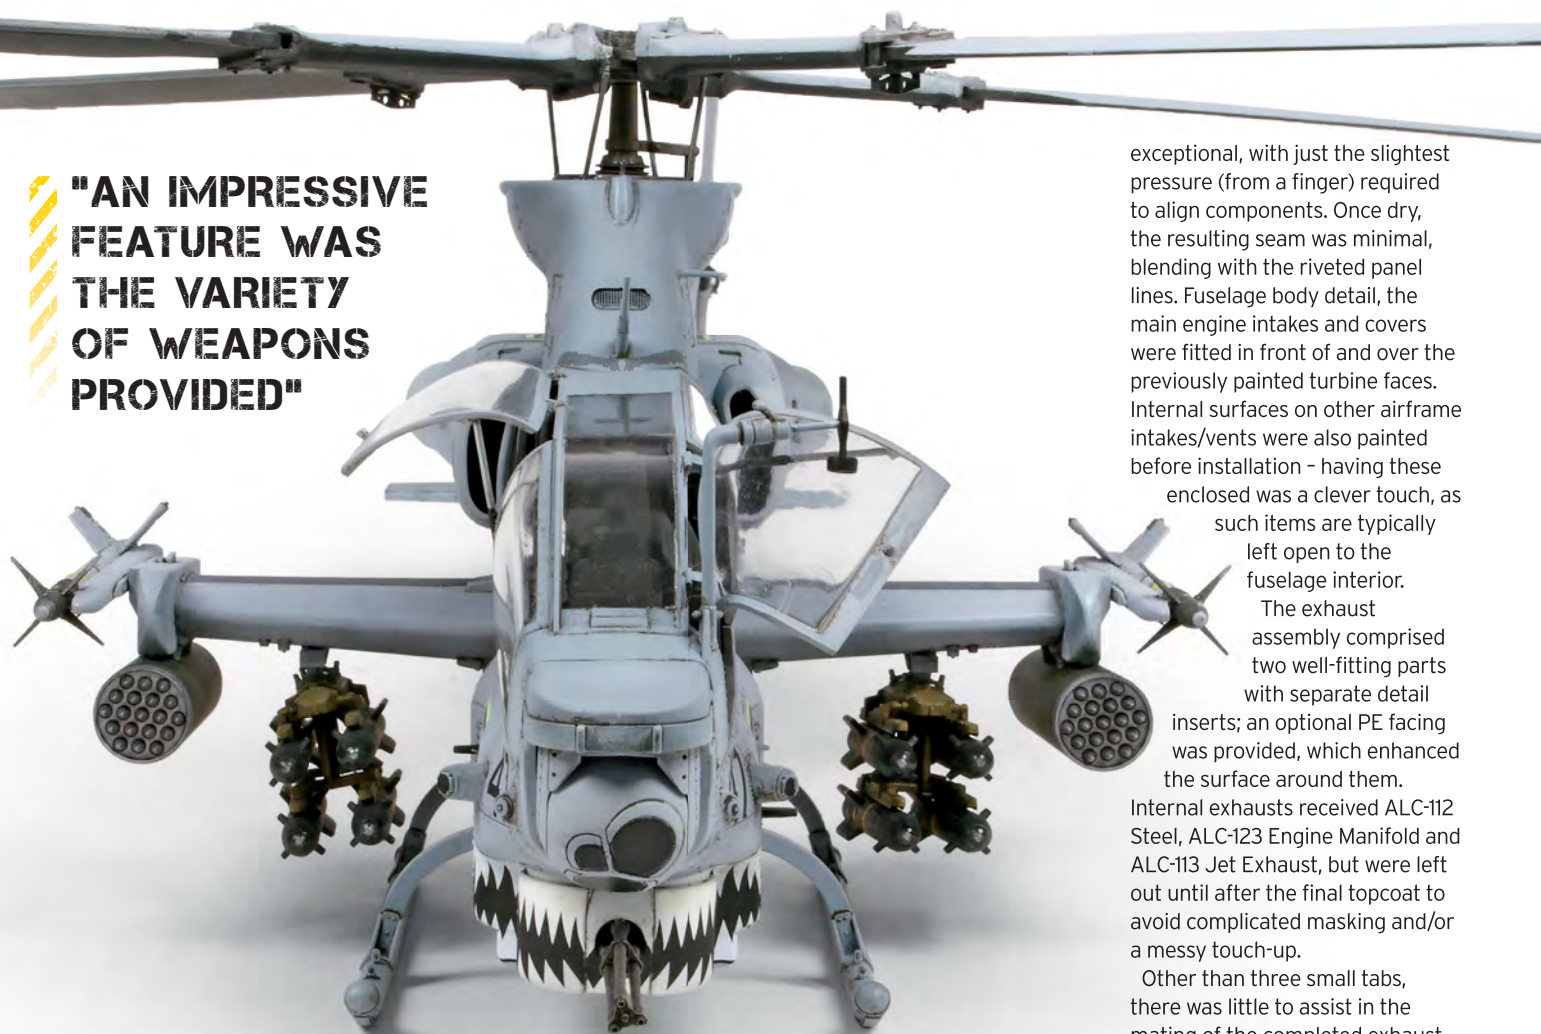 "AN IMPRESSIVE
FEATURE WAS
THE VARIETY
OF WEAPONS
PROVIDED"
exceptional, with just the slightest
pressure (from a finger) required
to align components. Once dry,
the resulting seam was minimal,
blending with the riveted panel
lines. Fuselage body detail, the
main engine intakes and covers
were fitted in front of and over the
previously painted turbine faces.
Internal surfaces on other airframe
intakes/vents were also painted
before installation – having these
enclosed was a clever touch, as
such items are typically
left open to the
fuselage interior.
The exhaust
assembly comprised
two well-fitting parts
with separate detail
inserts; an optional PE facing
was provided, which enhanced
the surface around them.
Internal exhausts received ALC-112
Steel, ALC-123 Engine Manifold and
ALC-113 Jet Exhaust, but were left
out until after the final topcoat to
avoid complicated masking and/or
a messy touch-up.
Other than three small tabs,
there was little to assist in the
mating of the completed exhaust